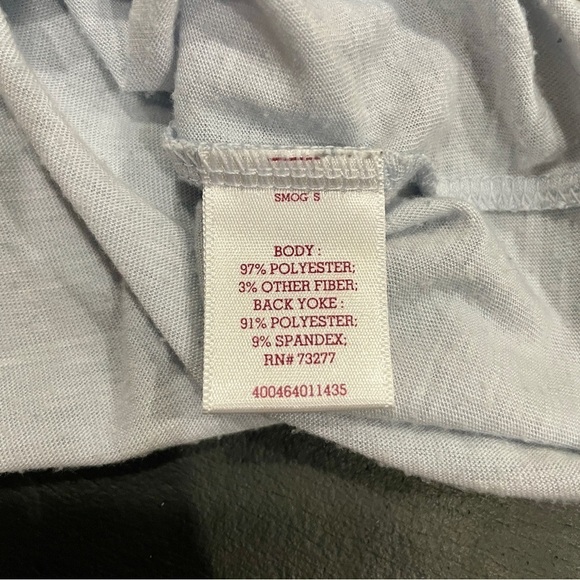 SMOG S
BODY :
97% POLYESTER;
3% OTHER FIBER;
BACK YOKE :
91% POLYESTER;
9% SPANDEX;
RN# 73277
400464011435